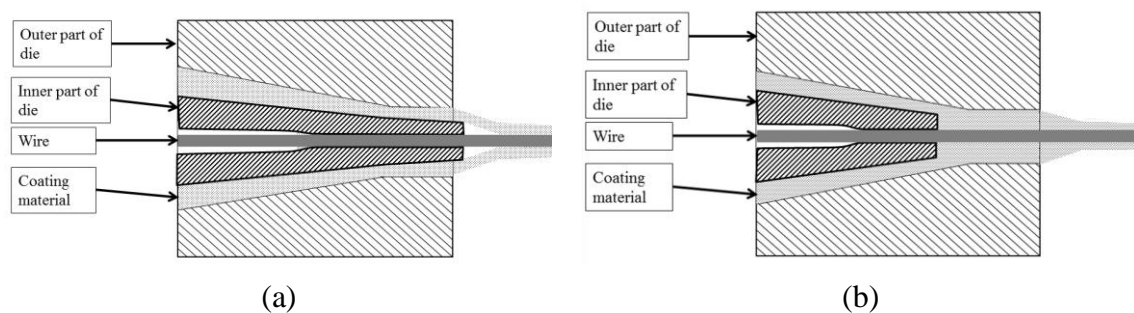 Outer part of
die
Inner part of
die
Wire
Coating
material
(a)
Outer part of
die
Inner part of
die
Wire
Coating
material
(b)